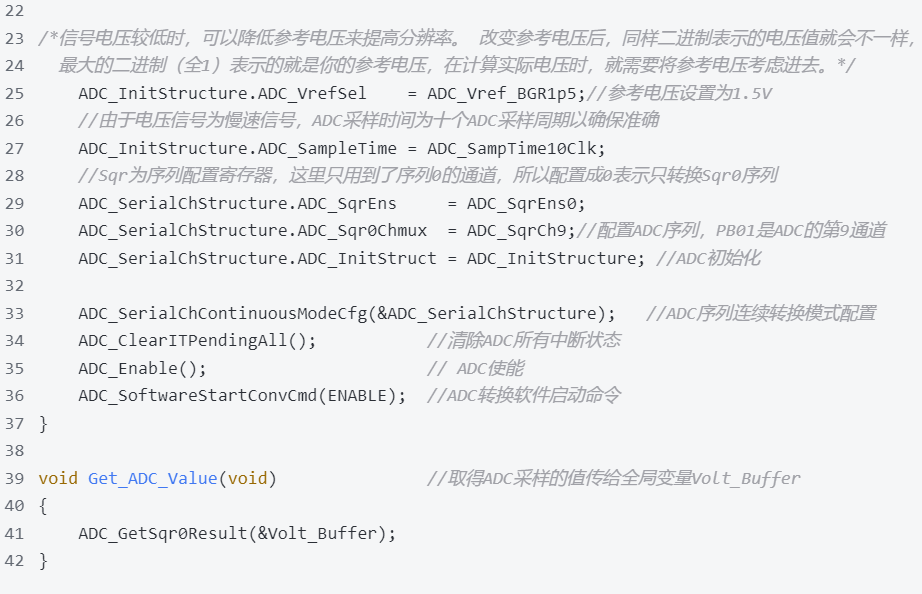 22
23 /*信号电压较低时，可以降低参考电压来提高分辨率。 改变参考电压后，同样二进制表示的电压值就会不一样，
24   最大的二进制（全1）表示的就是你的参考电压，在计算实际电压时，就需要将参考电压考虑进去。*/
25     ADC_InitStructure.ADC_VrefSel    = ADC_Vref_BGR1p5;//参考电压设置为1.5V
26     //由于电压信号为慢速信号，ADC采样时间为十个ADC采样周期以确保准确
27     ADC_InitStructure.ADC_SampleTime = ADC_SampTime10Clk;
28     //Sqr为序列配置寄存器，这里只用到了序列0的通道，所以配置成0表示只转换Sqr0序列
29     ADC_SerialChStructure.ADC_SqrEns     = ADC_SqrEns0;
30     ADC_SerialChStructure.ADC_Sqr0Chmux  = ADC_SqrCh9;//配置ADC序列，PB01是ADC的第9通道
31     ADC_SerialChStructure.ADC_InitStruct = ADC_InitStructure; //ADC初始化
32
33     ADC_SerialChContinuousModeCfg(&ADC_SerialChStructure);   //ADC序列连续转换模式配置
34     ADC_ClearITPendingAll();           //清除ADC所有中断状态
35     ADC_Enable();                      // ADC使能
36     ADC_SoftwareStartConvCmd(ENABLE);  //ADC转换软件启动命令
37 }
38
39 void Get_ADC_Value(void)               //取得ADC采样的值传给全局变量Volt_Buffer
40 {
41     ADC_GetSqr0Result(&Volt_Buffer);
42 }